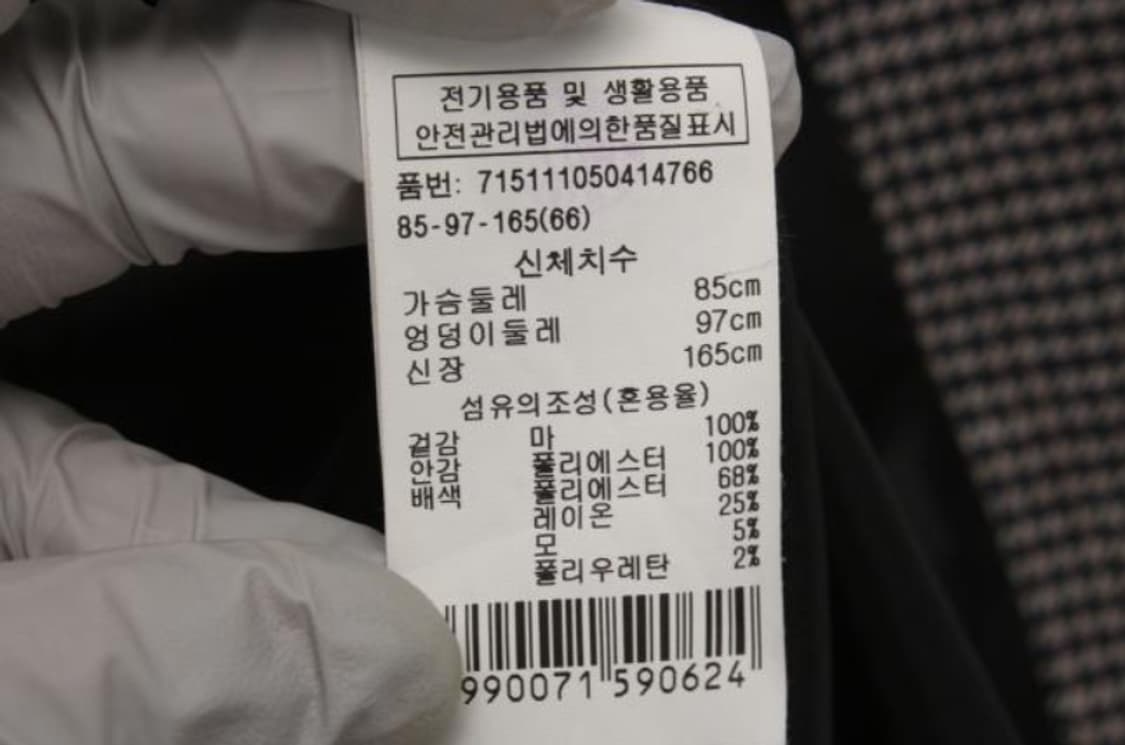 전기용품 및 생활용품
안전관리법에의한품질표시
품번: 715111050414766
85-97-165(66)
신체치수
가슴둘레 85cm
엉덩이둘레 97cm
신장 165cm
섬유의조성(혼용율)
겉감 마 100%
안감 폴리에스터 100%
배색 폴리에스터 68%
레이온 25%
모 5%
폴리우레탄 2%
990071 590624